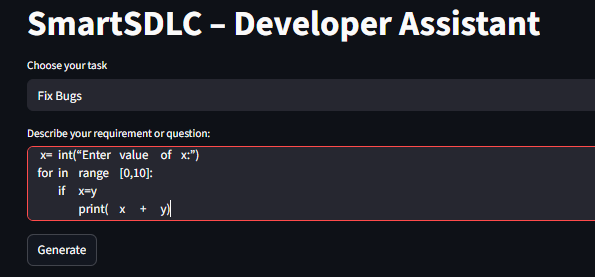 SmartSDLC – Developer Assistant
Choose your task
Fix Bugs
Describe your requirement or question:
x= int(“Enter value of x:”)
for in range [0,10]:
if x=y
print( x + y)
Generate